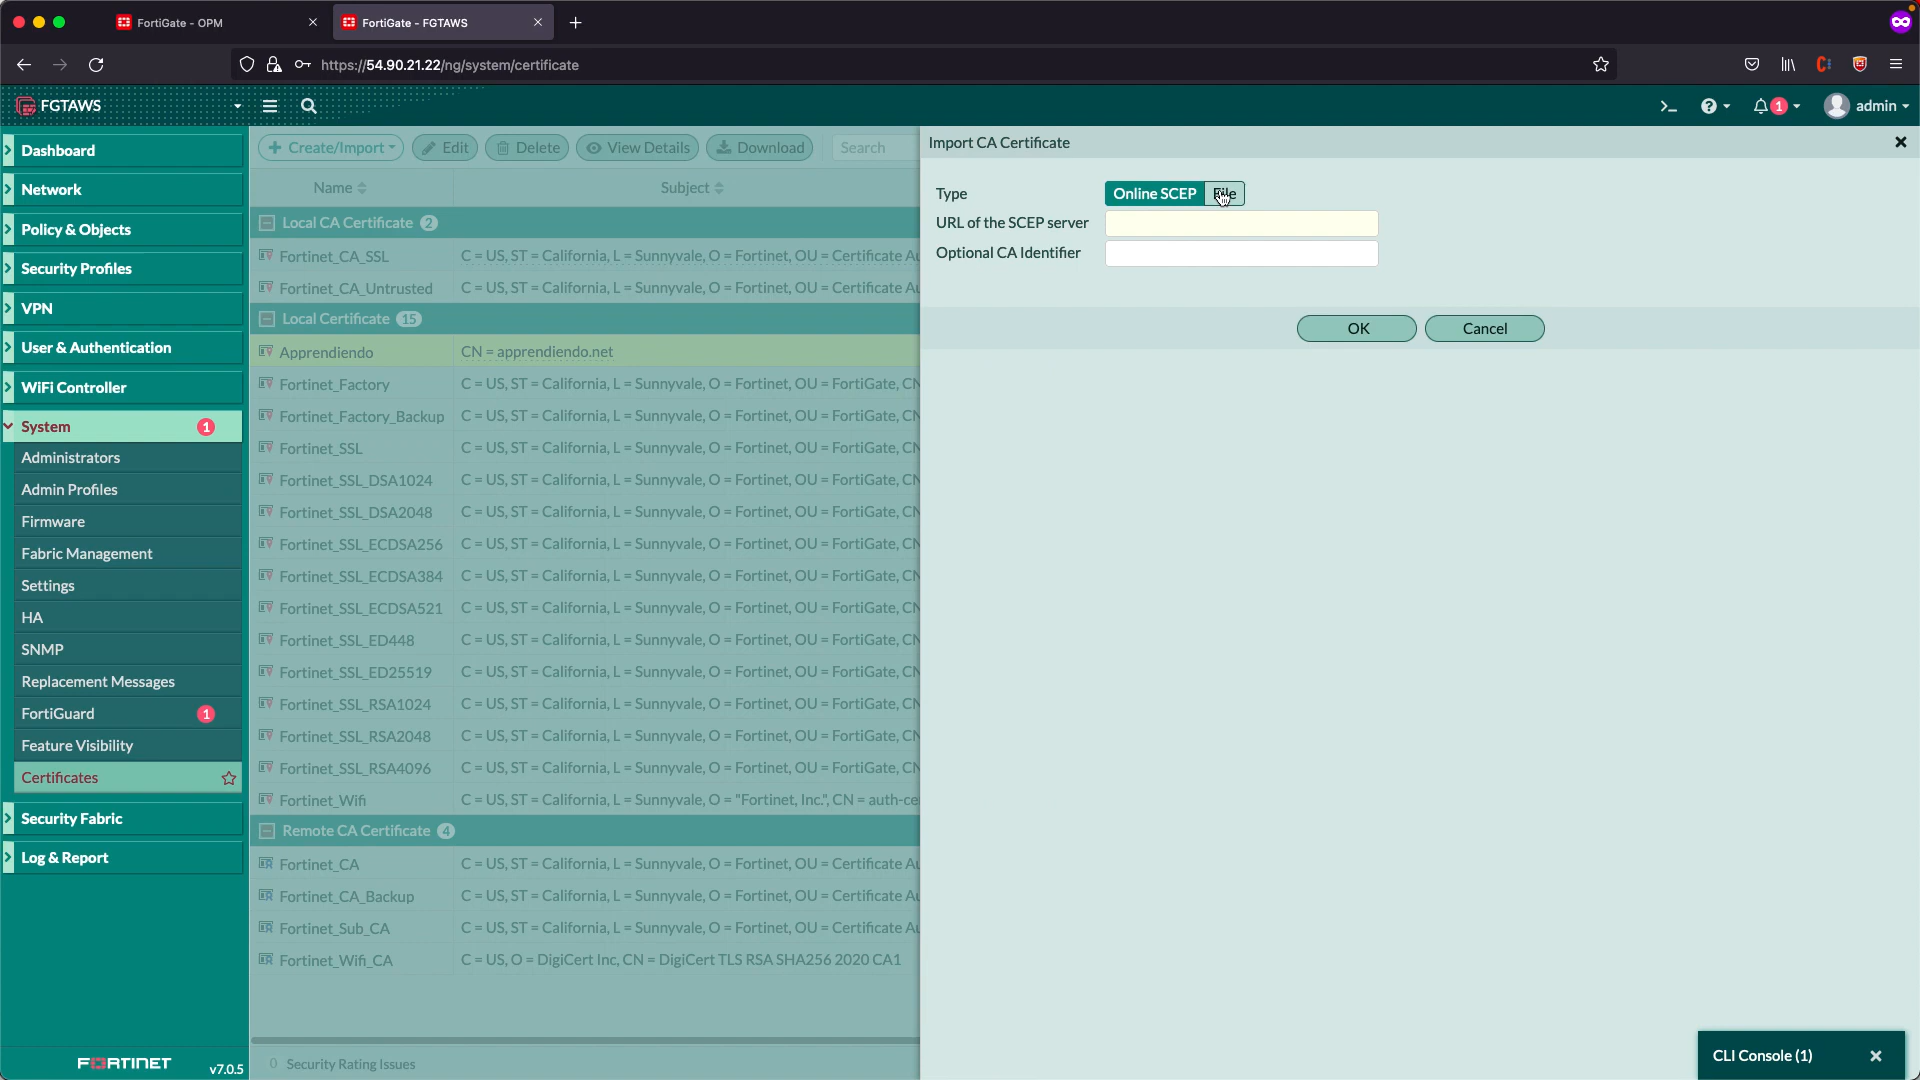 FortiGate - OPM
FortiGate - FGTAWS
https://54.90.21.22/ng/system/certificate
FGTAWS
1
admin
Dashboard
Network
Policy & Objects
Security Profiles
VPN
User & Authentication
WiFi Controller
System 1
Administrators
Admin Profiles
Firmware
Fabric Management
Settings
HA
SNMP
Replacement Messages
FortiGuard 1
Feature Visibility
Certificates
Security Fabric
Log & Report
FORTINET v7.0.5
Create/Import Edit Delete View Details Download Search
Name Subject
Local CA Certificate 2
Fortinet_CA_SSL C = US, ST = California, L = Sunnyvale, O = Fortinet, OU = Certificate Au
Fortinet_CA_Untrusted C = US, ST = California, L = Sunnyvale, O = Fortinet, OU = Certificate Au
Local Certificate 15
Apprendiendo CN = apprendiendo.net
Fortinet_Factory C = US, ST = California, L = Sunnyvale, O = Fortinet, OU = FortiGate, CN
Fortinet_Factory_Backup C = US, ST = California, L = Sunnyvale, O = Fortinet, OU = FortiGate, CN
Fortinet_SSL C = US, ST = California, L = Sunnyvale, O = Fortinet, OU = FortiGate, CN
Fortinet_SSL_DSA1024 C = US, ST = California, L = Sunnyvale, O = Fortinet, OU = FortiGate, CN
Fortinet_SSL_DSA2048 C = US, ST = California, L = Sunnyvale, O = Fortinet, OU = FortiGate, CN
Fortinet_SSL_ECDSA256 C = US, ST = California, L = Sunnyvale, O = Fortinet, OU = FortiGate, CN
Fortinet_SSL_ECDSA384 C = US, ST = California, L = Sunnyvale, O = Fortinet, OU = FortiGate, CN
Fortinet_SSL_ECDSA521 C = US, ST = California, L = Sunnyvale, O = Fortinet, OU = FortiGate, CN
Fortinet_SSL_ED448 C = US, ST = California, L = Sunnyvale, O = Fortinet, OU = FortiGate, CN
Fortinet_SSL_ED25519 C = US, ST = California, L = Sunnyvale, O = Fortinet, OU = FortiGate, CN
Fortinet_SSL_RSA1024 C = US, ST = California, L = Sunnyvale, O = Fortinet, OU = FortiGate, CN
Fortinet_SSL_RSA2048 C = US, ST = California, L = Sunnyvale, O = Fortinet, OU = FortiGate, CN
Fortinet_SSL_RSA4096 C = US, ST = California, L = Sunnyvale, O = Fortinet, OU = FortiGate, CN
Fortinet_Wifi C = US, ST = California, L = Sunnyvale, O = "Fortinet, Inc.", CN = auth-ce
Remote CA Certificate 4
Fortinet_CA C = US, ST = California, L = Sunnyvale, O = Fortinet, OU = Certificate Au
Fortinet_CA_Backup C = US, ST = California, L = Sunnyvale, O = Fortinet, OU = Certificate Au
Fortinet_Sub_CA C = US, ST = California, L = Sunnyvale, O = Fortinet, OU = Certificate Au
Fortinet_Wifi_CA C = US, O = DigiCert Inc, CN = DigiCert TLS RSA SHA256 2020 CA1
0 Security Rating Issues
Import CA Certificate
Type Online SCEP File
URL of the SCEP server
Optional CA Identifier
OK Cancel
CLI Console (1)